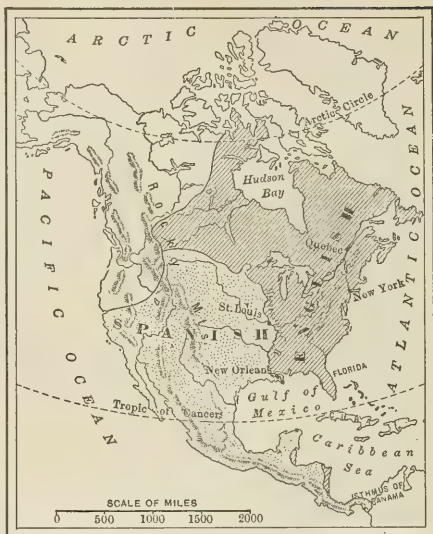 ARCTIC OCEAN
Arctic Circle
PACIFIC OCEAN
ATLANTIC OCEAN
Hudson Bay
ROCKY
Quebec
ENGLISH
New York
St. Louis
SPANISH
New Orleans
FLORIDA
Gulf of Mexico
Tropic of Cancer
Caribbean Sea
ISTHMUS OF PANAMA
SCALE OF MILES
0 500 1000 1500 2000